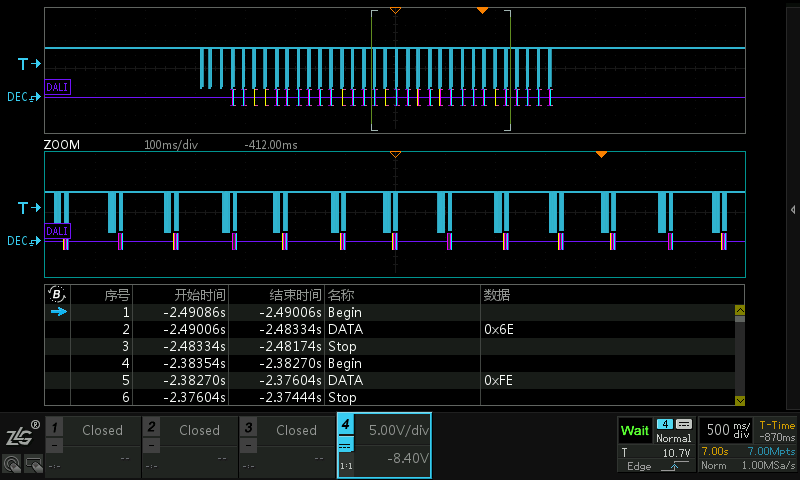 T
DALI
DEC
ZOOM 100ms/div -412.00ms
T
DALI
DEC
B 序号 开始时间 结束时间 名称 数据
1 -2.49086s -2.49006s Begin
2 -2.49006s -2.48334s DATA 0x6E
3 -2.48334s -2.48174s Stop
4 -2.38354s -2.38270s Begin
5 -2.38270s -2.37604s DATA 0xFE
6 -2.37604s -2.37444s Stop
ZLG®
1 Closed
– -:- --
2 Closed
– -:- --
3 Closed
– -:- --
4 5.00V/div
1:1 -8.40V
Wait 4 Normal
T 10.7V
Edge
500 ms/div T-Time
-870ms
7.00s 7.00Mpts
Norm 1.00MSa/s